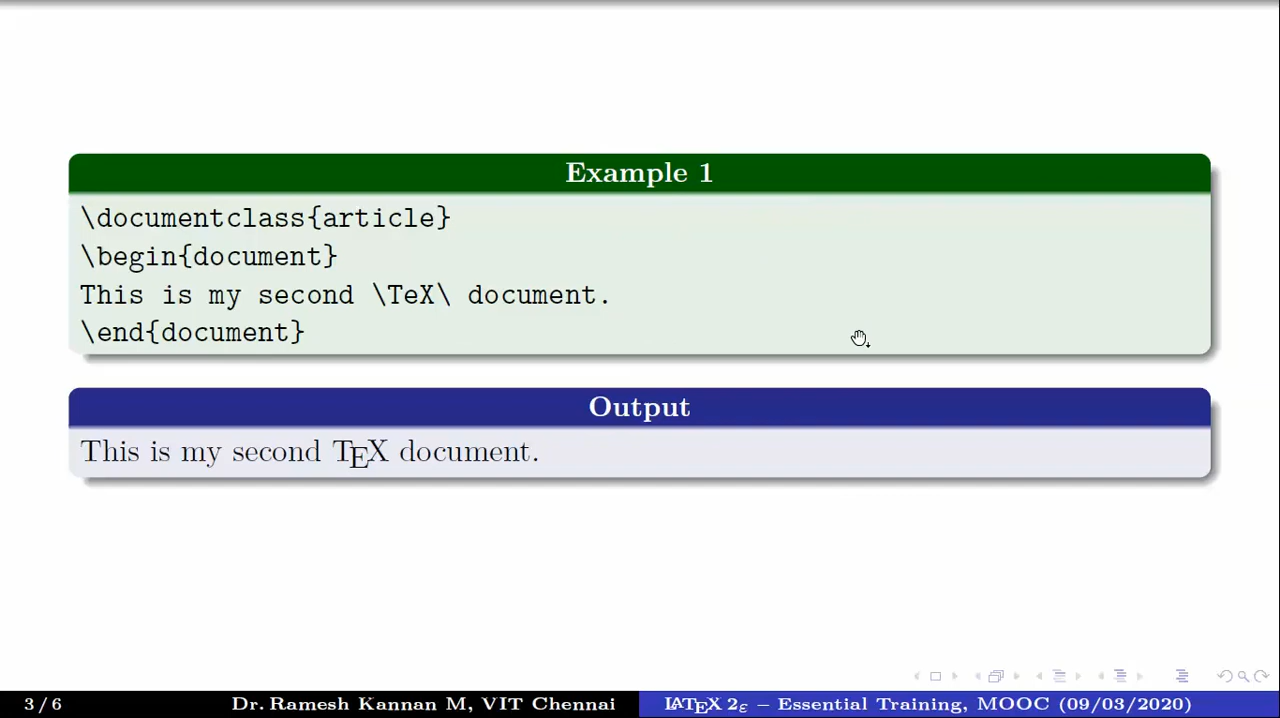 Example 1
\documentclass{article}
\begin{document}
This is my second \TeX\ document.
\end{document}
Output
This is my second TEX document.
3 / 6 Dr. Ramesh Kannan M, VIT Chennai LATEX 2ε – Essential Training, MOOC (09/03/2020)